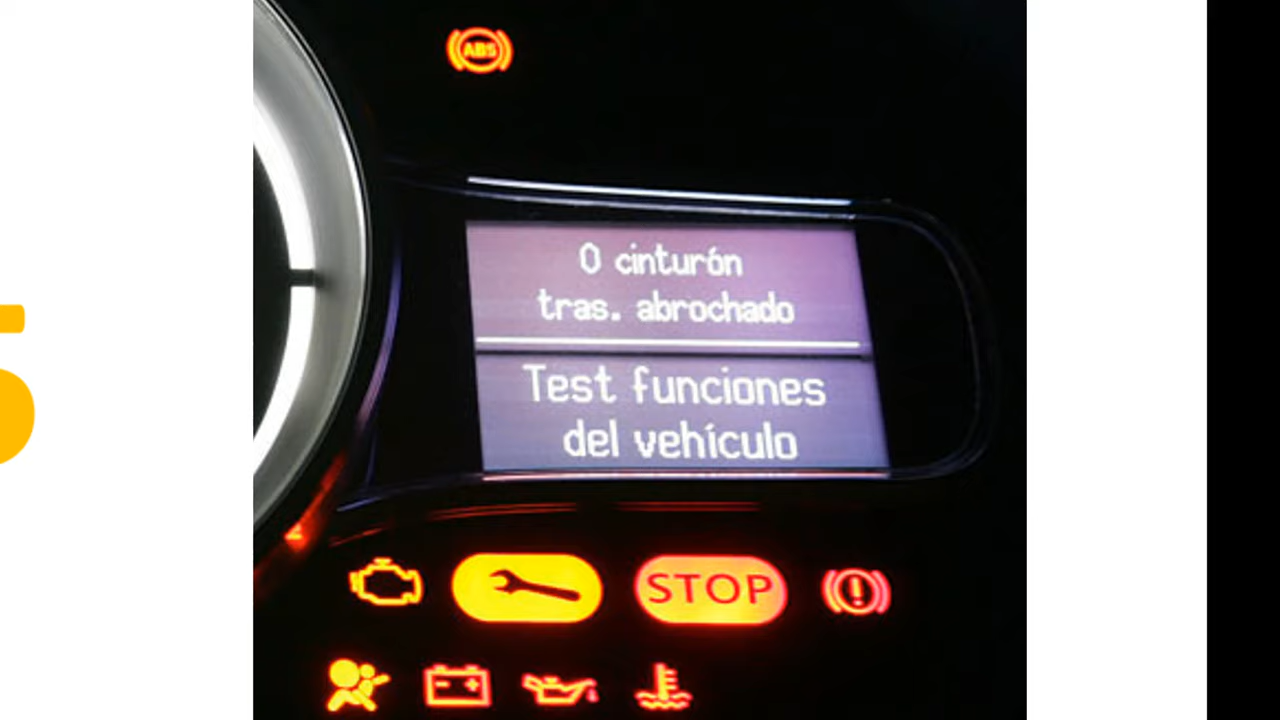 ABS
0 cinturón
tras. abrochado
Test funciones
del vehículo
STOP